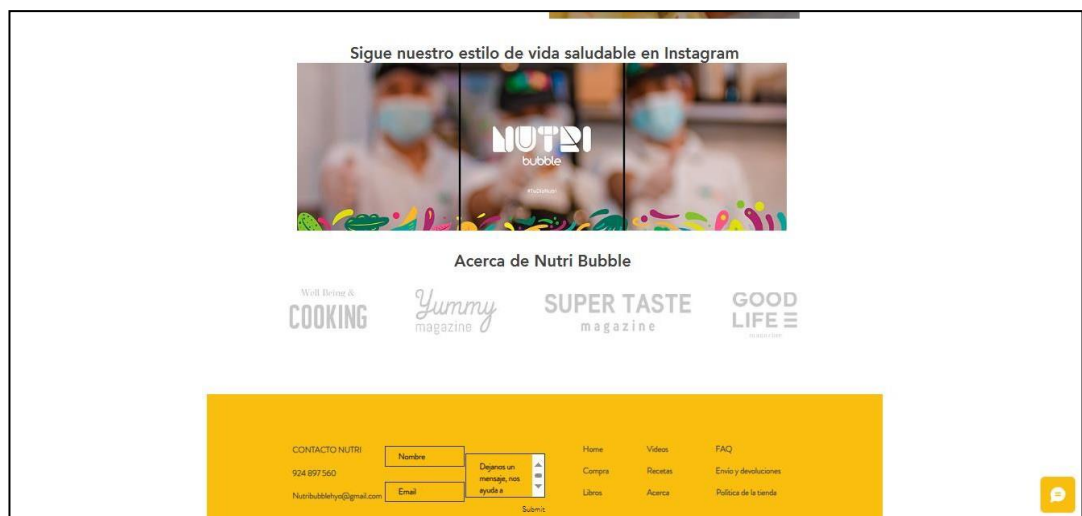 Sigue nuestro estilo de vida saludable en Instagram
NUTRI
bubble
Acerca de Nutri Bubble
Well Being &
COOKING
Yummy
magazine
SUPER TASTE
magazine
GOOD
LIFE
magazine
CONTACTO NUTRI
924 897 560
Nutribubblehyo@gmail.com
Nombre
Email
Dejanos un
mensaje, nos
ayuda a
Submit
Home
Compra
Libros
Videos
Recetas
Acerca
FAQ
Envío y devoluciones
Política de la tienda